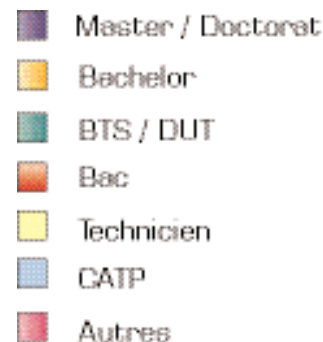 Master / Doctorat
Bachelor
BTS / DUT
Bac
Technicien
CATP
Autres